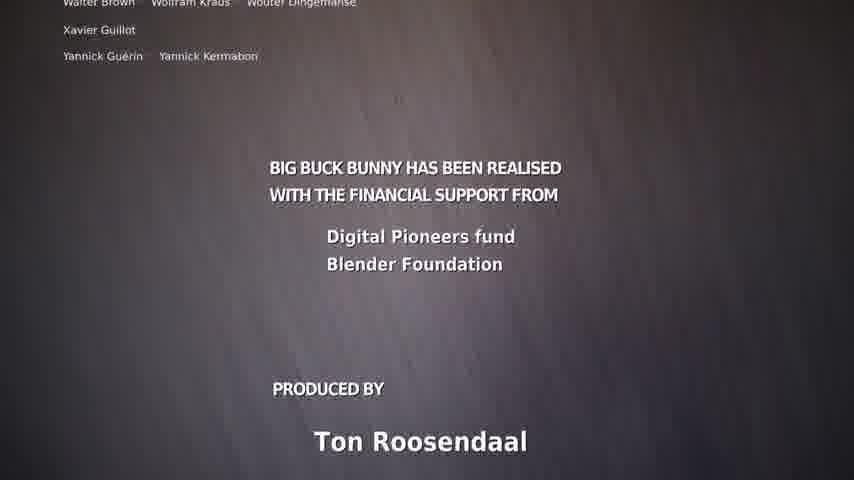 Walter Brown Wolfram Kraus Wouter Dingemanse
Xavier Guillot
Yannick Guérin Yannick Kermabon
BIG BUCK BUNNY HAS BEEN REALISED
WITH THE FINANCIAL SUPPORT FROM
Digital Pioneers fund
Blender Foundation
PRODUCED BY
Ton Roosendaal